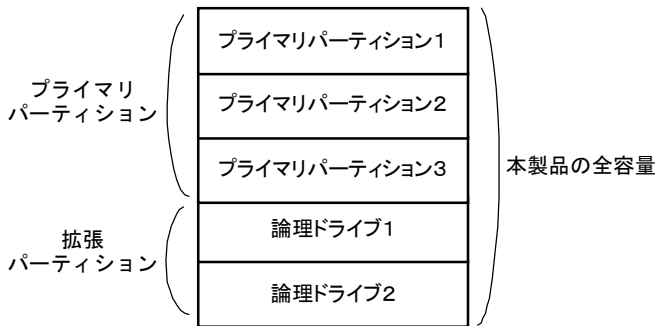 プライマリパーティション1
プライマリパーティション2
プライマリパーティション3
論理ドライブ1
論理ドライブ2
プライマリ
パーティション
拡張
パーティション
本製品の全容量